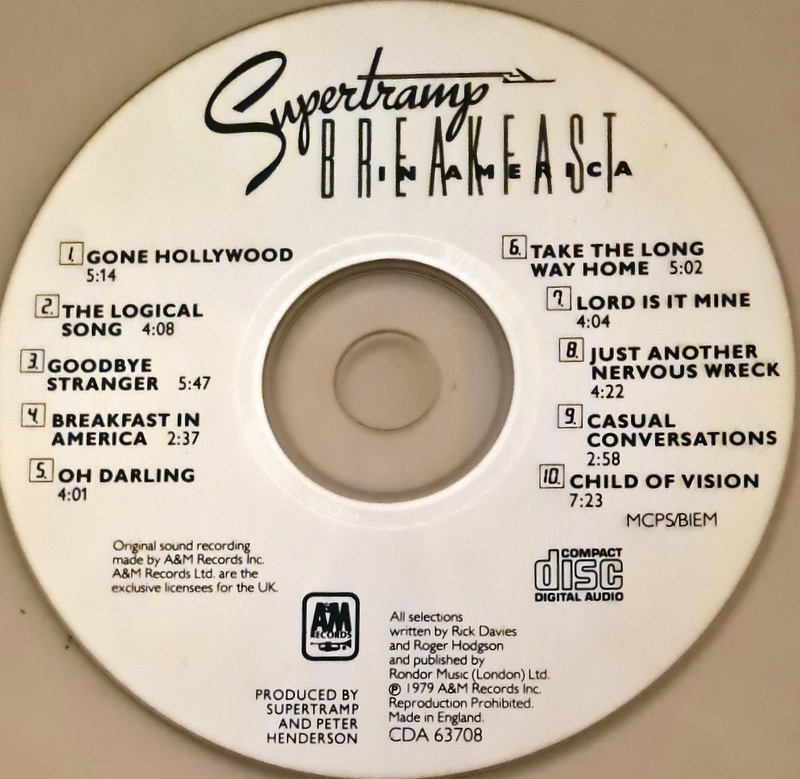 Supertramp
BREAKFAST
IN AMERICA
1. GONE HOLLYWOOD
5:14
2. THE LOGICAL
SONG 4:08
3. GOODBYE
STRANGER 5:47
4. BREAKFAST IN
AMERICA 2:37
5. OH DARLING
4:01
6. TAKE THE LONG
WAY HOME 5:02
7. LORD IS IT MINE
4:04
8. JUST ANOTHER
NERVOUS WRECK
4:22
9. CASUAL
CONVERSATIONS
2:58
10. CHILD OF VISION
7:23
MCPS/BIEM
Original sound recording
made by A&M Records Inc.
A&M Records Ltd. are the
exclusive licensees for the UK.
COMPACT
disc
DIGITAL AUDIO
A&M
RECORDS
All selections
written by Rick Davies
and Roger Hodgson
and published by
Rondor Music (London) Ltd.
℗ 1979 A&M Records Inc.
Reproduction Prohibited.
Made in England.
CDA 63708
PRODUCED BY
SUPERTRAMP
AND PETER
HENDERSON